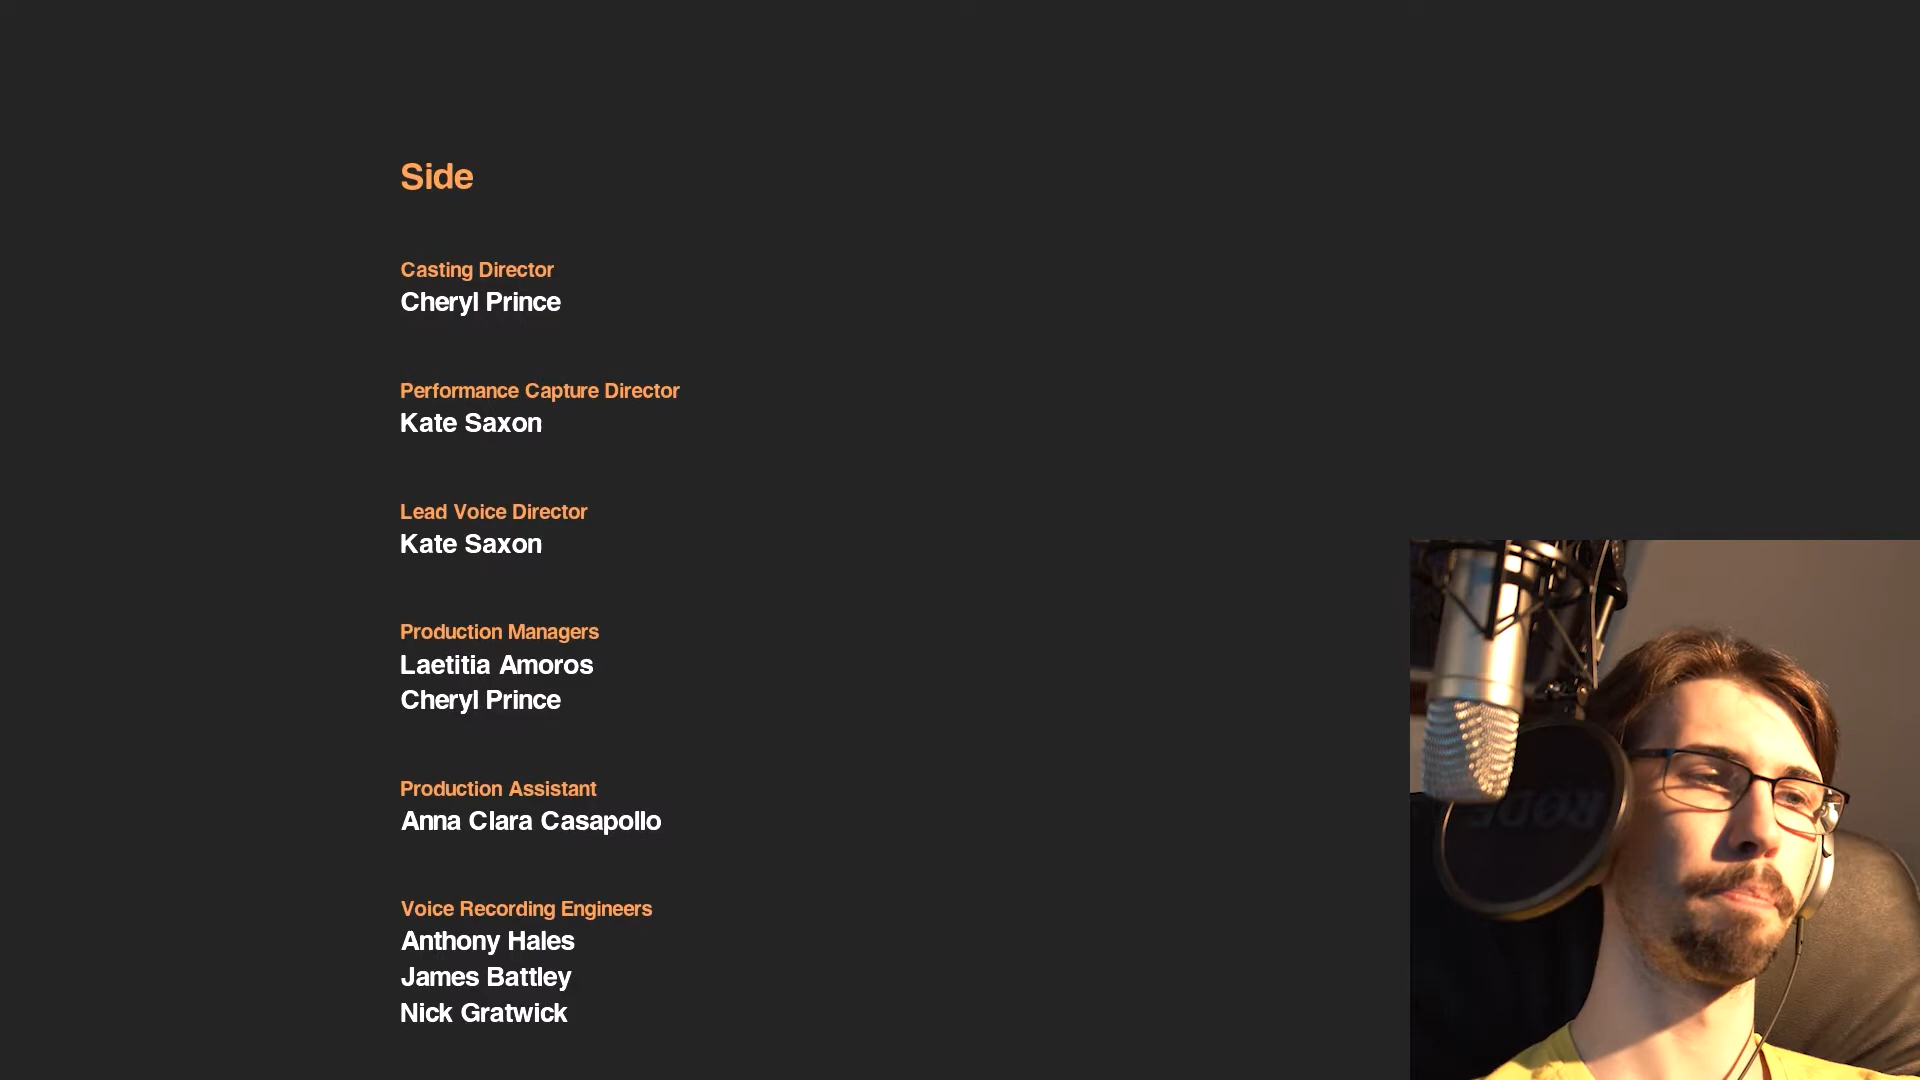 Side
Casting Director
Cheryl Prince
Performance Capture Director
Kate Saxon
Lead Voice Director
Kate Saxon
Production Managers
Laetitia Amoros
Cheryl Prince
Production Assistant
Anna Clara Casapollo
Voice Recording Engineers
Anthony Hales
James Battley
Nick Gratwick
RØDE